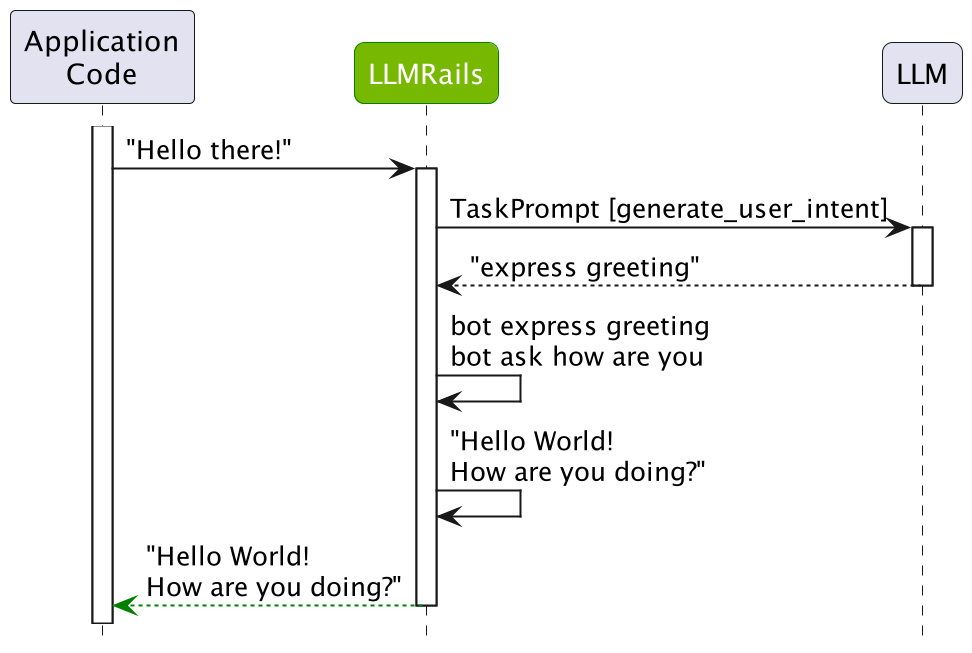 Application
Code
LLMRails
LLM
"Hello there!"
TaskPrompt [generate_user_intent]
"express greeting"
bot express greeting
bot ask how are you
"Hello World!
How are you doing?"
"Hello World!
How are you doing?"